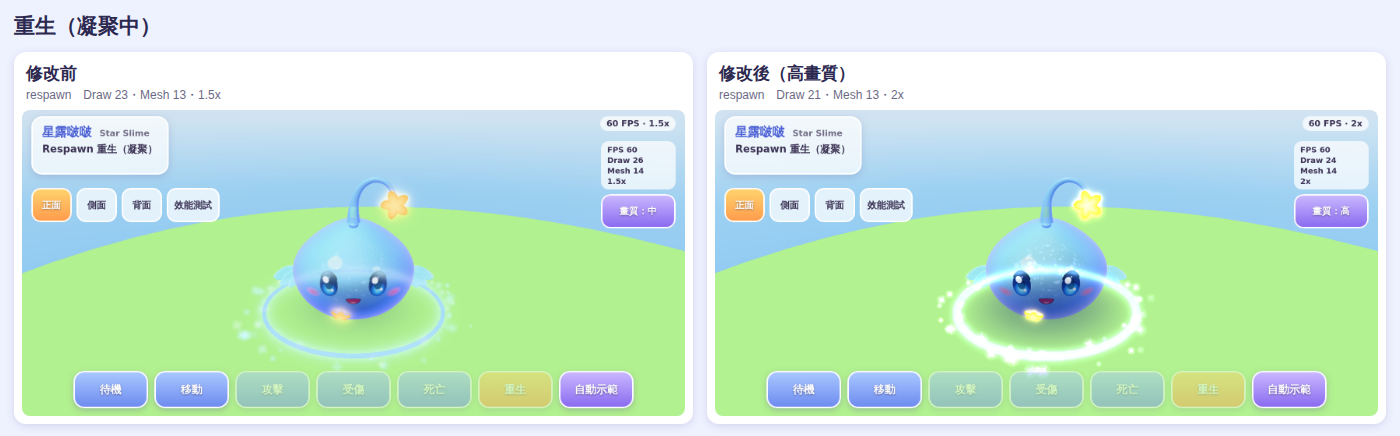 重生（凝聚中）
修改前
respawn Draw 23・Mesh 13・1.5x
星露啵啵 Star Slime
Respawn 重生（凝聚）
60 FPS・1.5x
FPS 60
Draw 26
Mesh 14
1.5x
正面 側面 背面 效能測試
畫質：中
待機 移動 攻擊 受傷 死亡 重生 自動示範
修改後（高畫質）
respawn Draw 21・Mesh 13・2x
星露啵啵 Star Slime
Respawn 重生（凝聚）
60 FPS・2x
FPS 60
Draw 24
Mesh 14
2x
正面 側面 背面 效能測試
畫質：高
待機 移動 攻擊 受傷 死亡 重生 自動示範